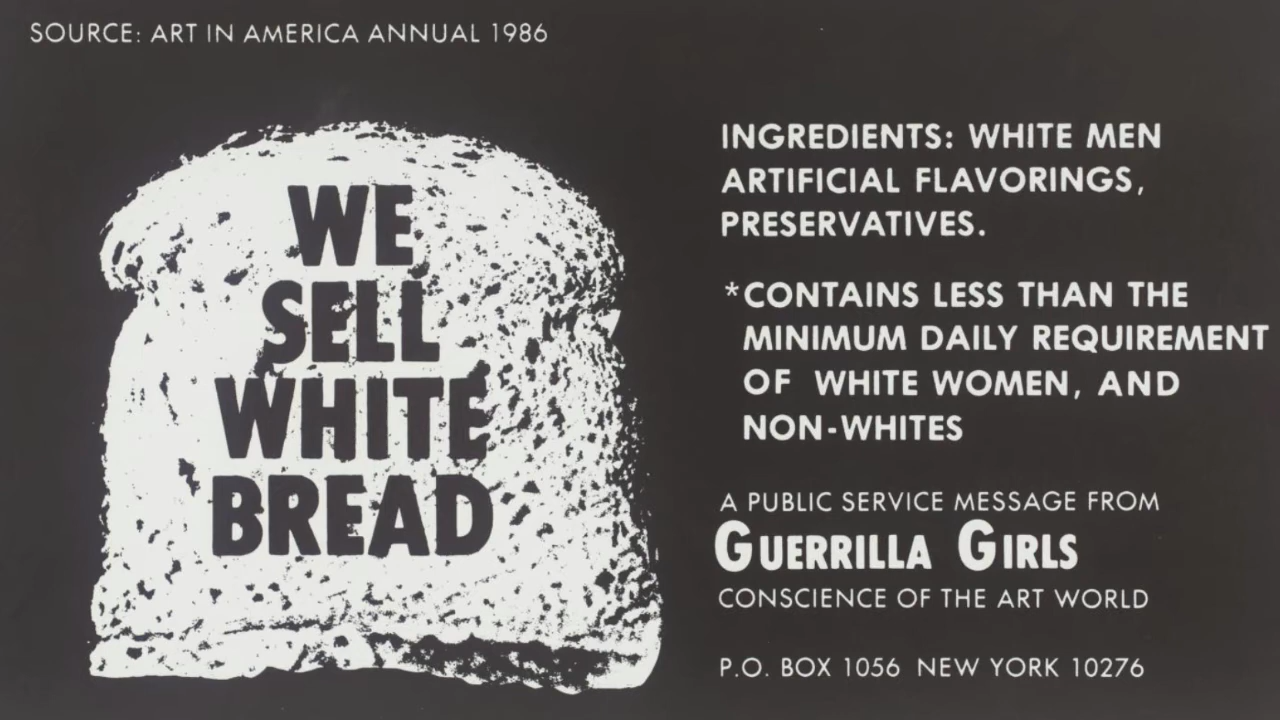 SOURCE: ART IN AMERICA ANNUAL 1986
WE
SELL
WHITE
BREAD
INGREDIENTS: WHITE MEN
ARTIFICIAL FLAVORINGS,
PRESERVATIVES.
*CONTAINS LESS THAN THE
MINIMUM DAILY REQUIREMENT
OF WHITE WOMEN, AND
NON-WHITES
A PUBLIC SERVICE MESSAGE FROM
GUERRILLA GIRLS
CONSCIENCE OF THE ART WORLD
P.O. BOX 1056 NEW YORK 10276